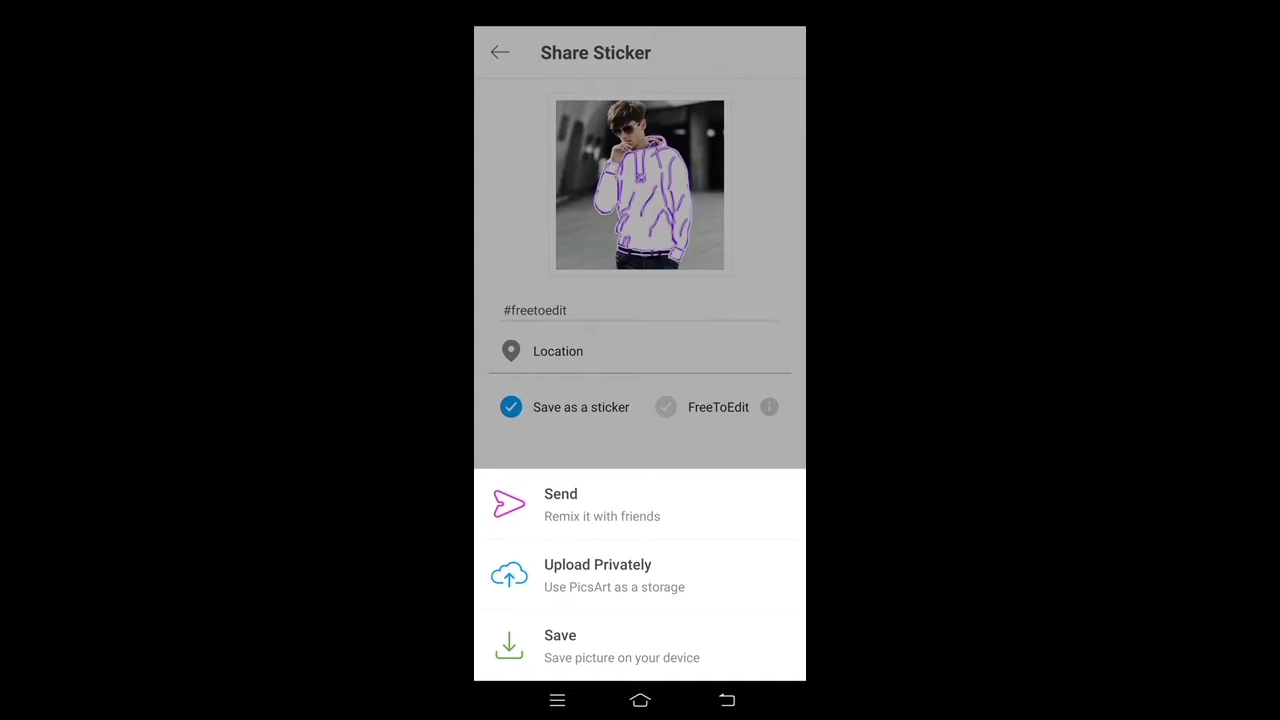 Share Sticker
#freetoedit
Location
Save as a sticker FreeToEdit
Send
Remix it with friends
Upload Privately
Use PicsArt as a storage
Save
Save picture on your device